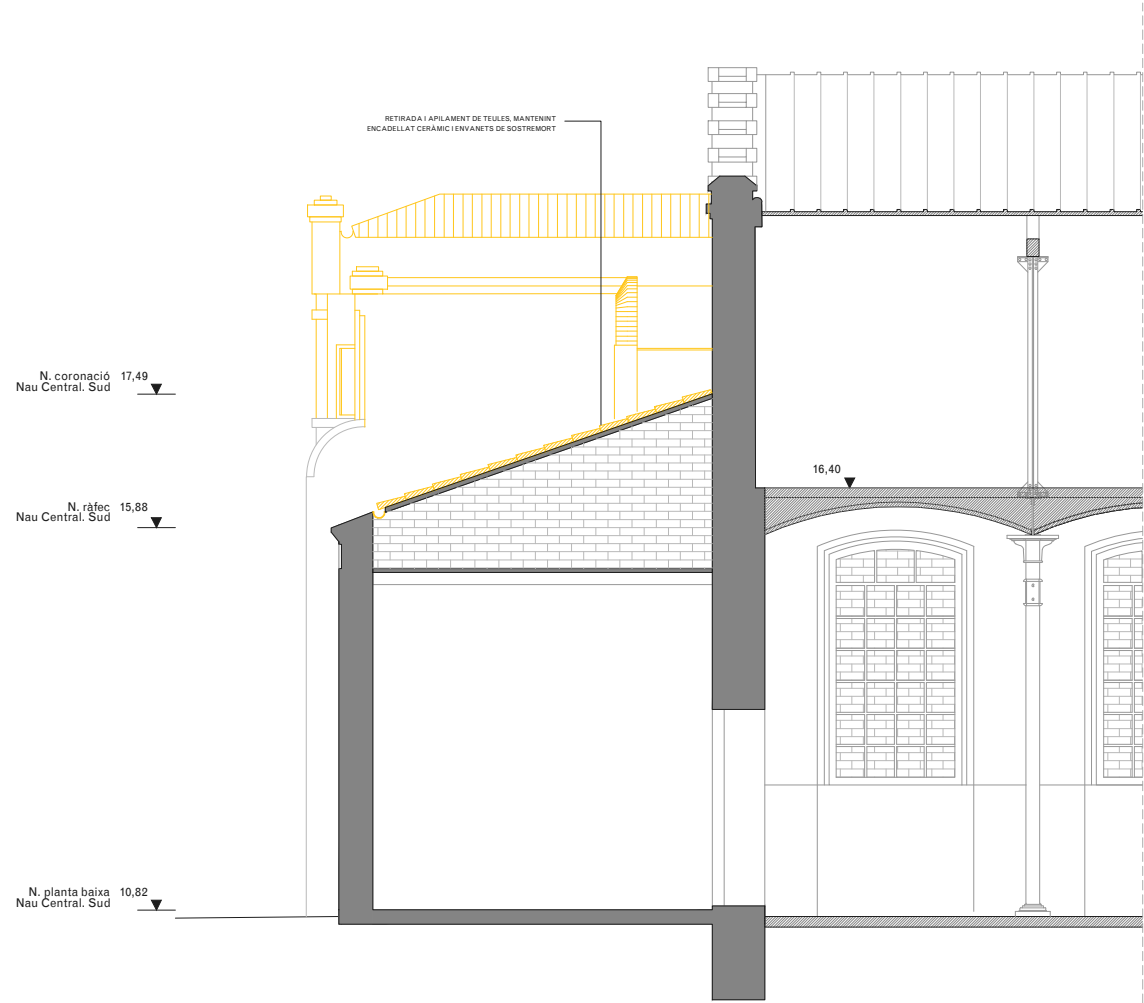 RETIRADA I APILAMENT DE TEULES, MANTENINT
ENCADELLAT CERÀMIC I ENVANETS DE SOSTREMORT
N. coronació 17,49
Nau Central. Sud
16,40
N. ràfec 15,88
Nau Central. Sud
N. planta baixa 10,82
Nau Central. Sud